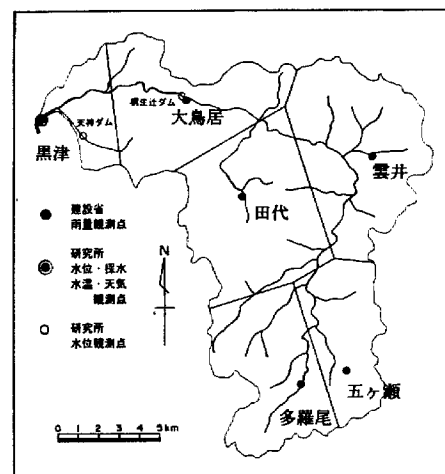 桐生辻ダム
大鳥居
天神ダム
黒津
雲井
田代
建設省
雨量観測点
研究所
水位・採水
水温・天気
観測点
N
研究所
水位観測点
五ヶ瀬
多羅尾
0 1 2 3 4 5km